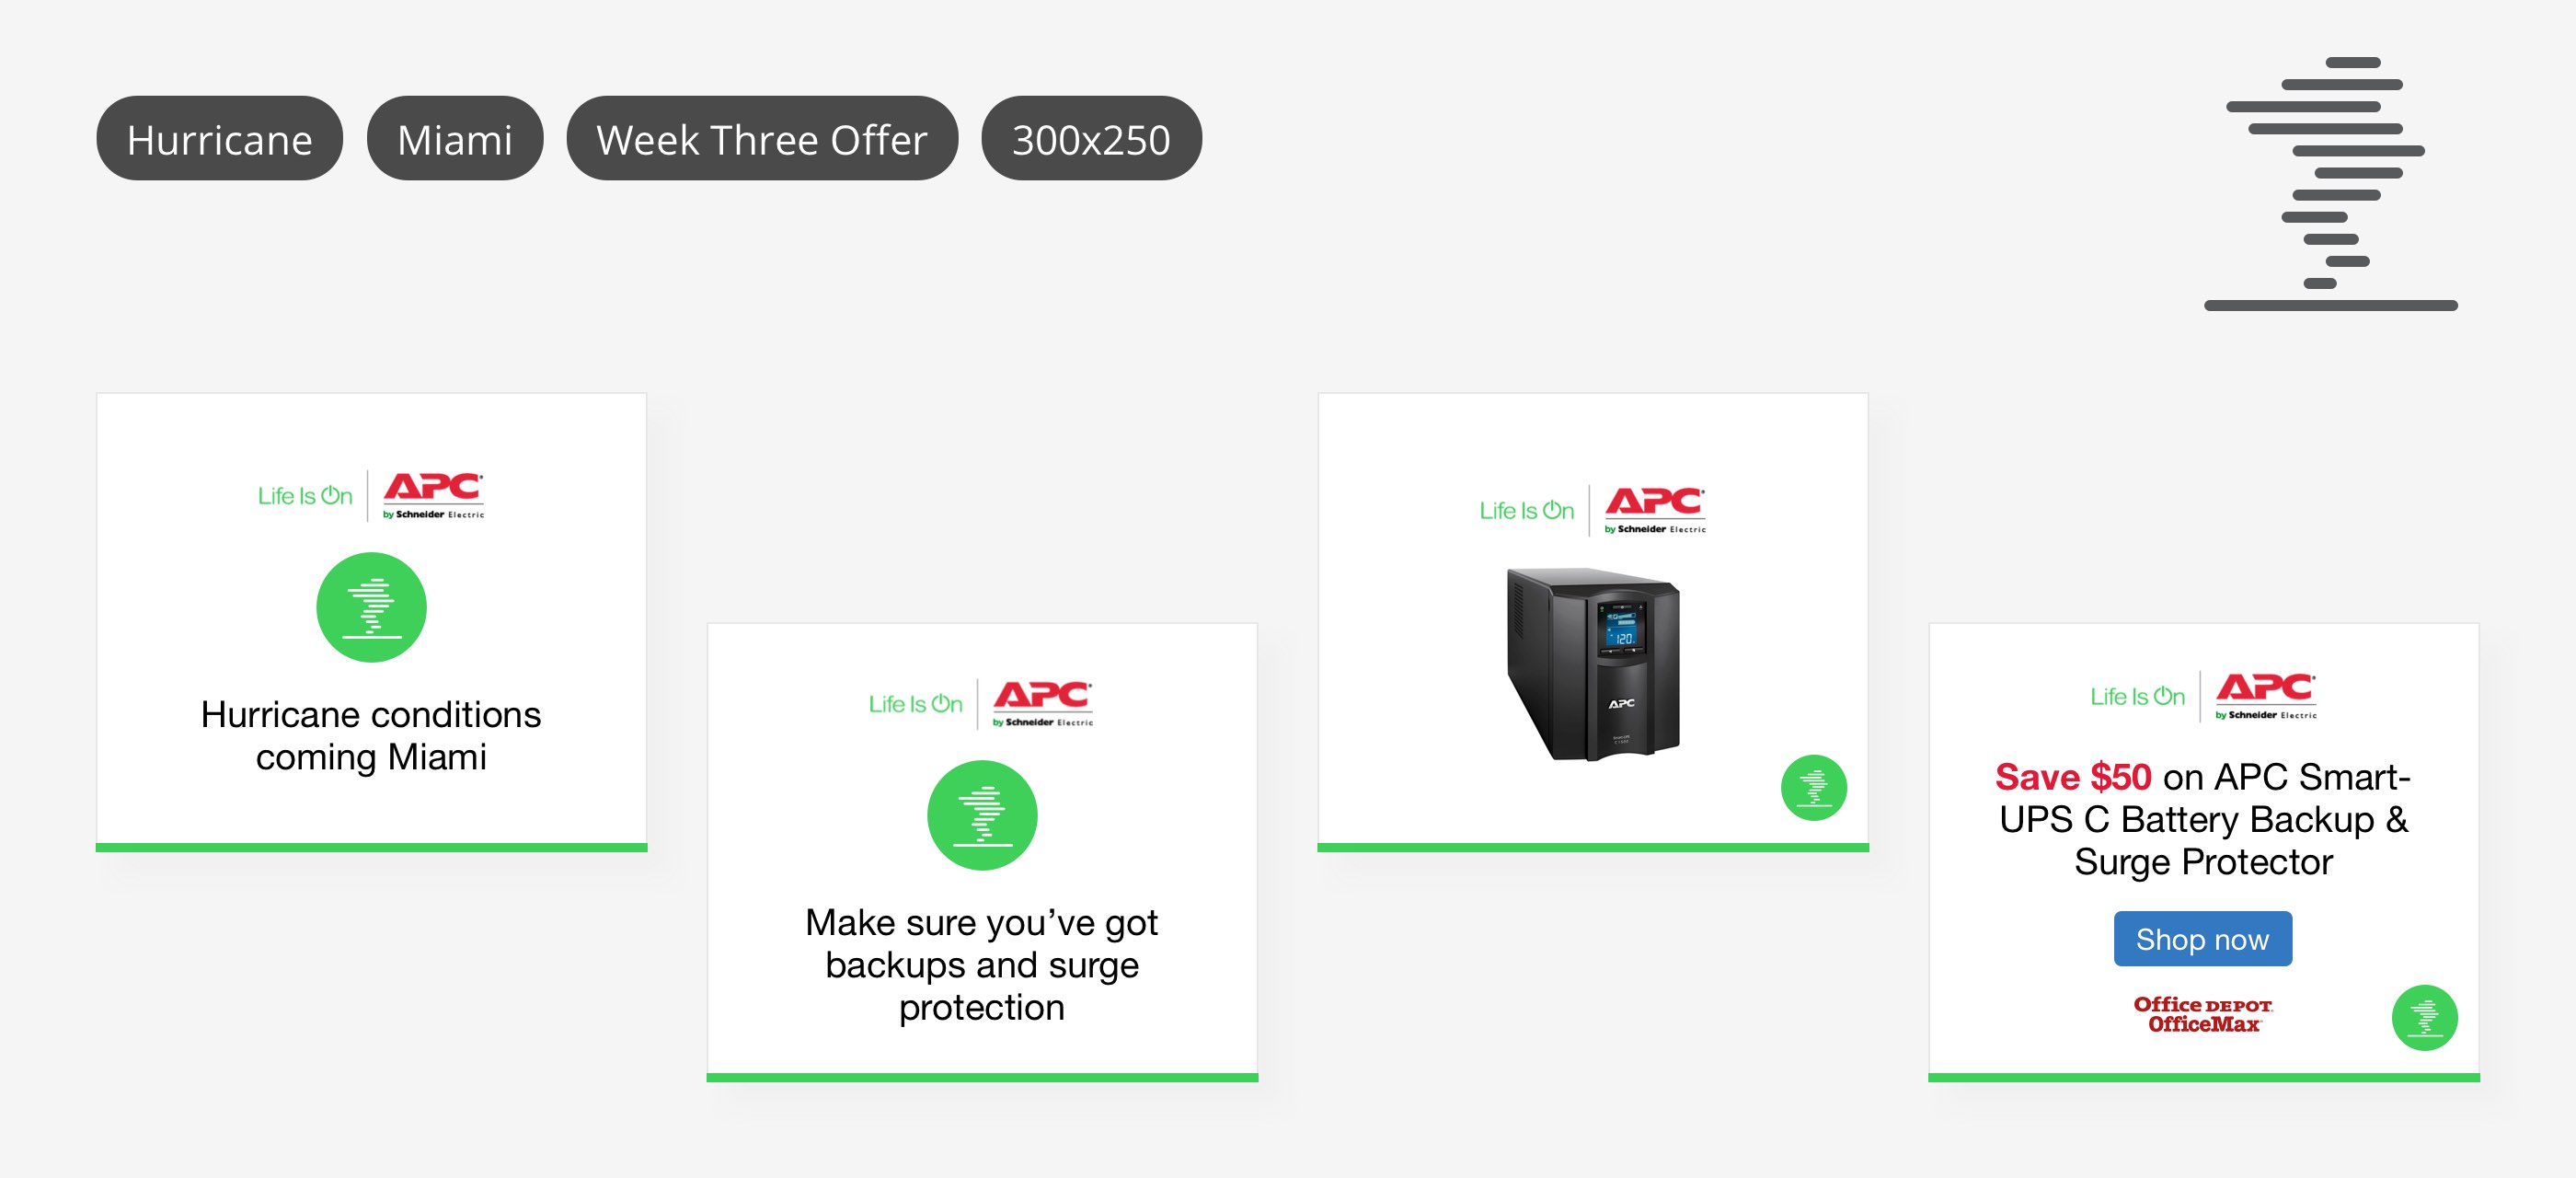 Hurricane
Miami
Week Three Offer
300x250
Life Is On
APC
by Schneider Electric
Hurricane conditions
coming Miami
Life Is On
APC
by Schneider Electric
Make sure you’ve got
backups and surge
protection
Life Is On
APC
by Schneider Electric
120
APC
Life Is On
APC
by Schneider Electric
Save $50 on APC Smart-
UPS C Battery Backup &
Surge Protector
Shop now
Office DEPOT
OfficeMax